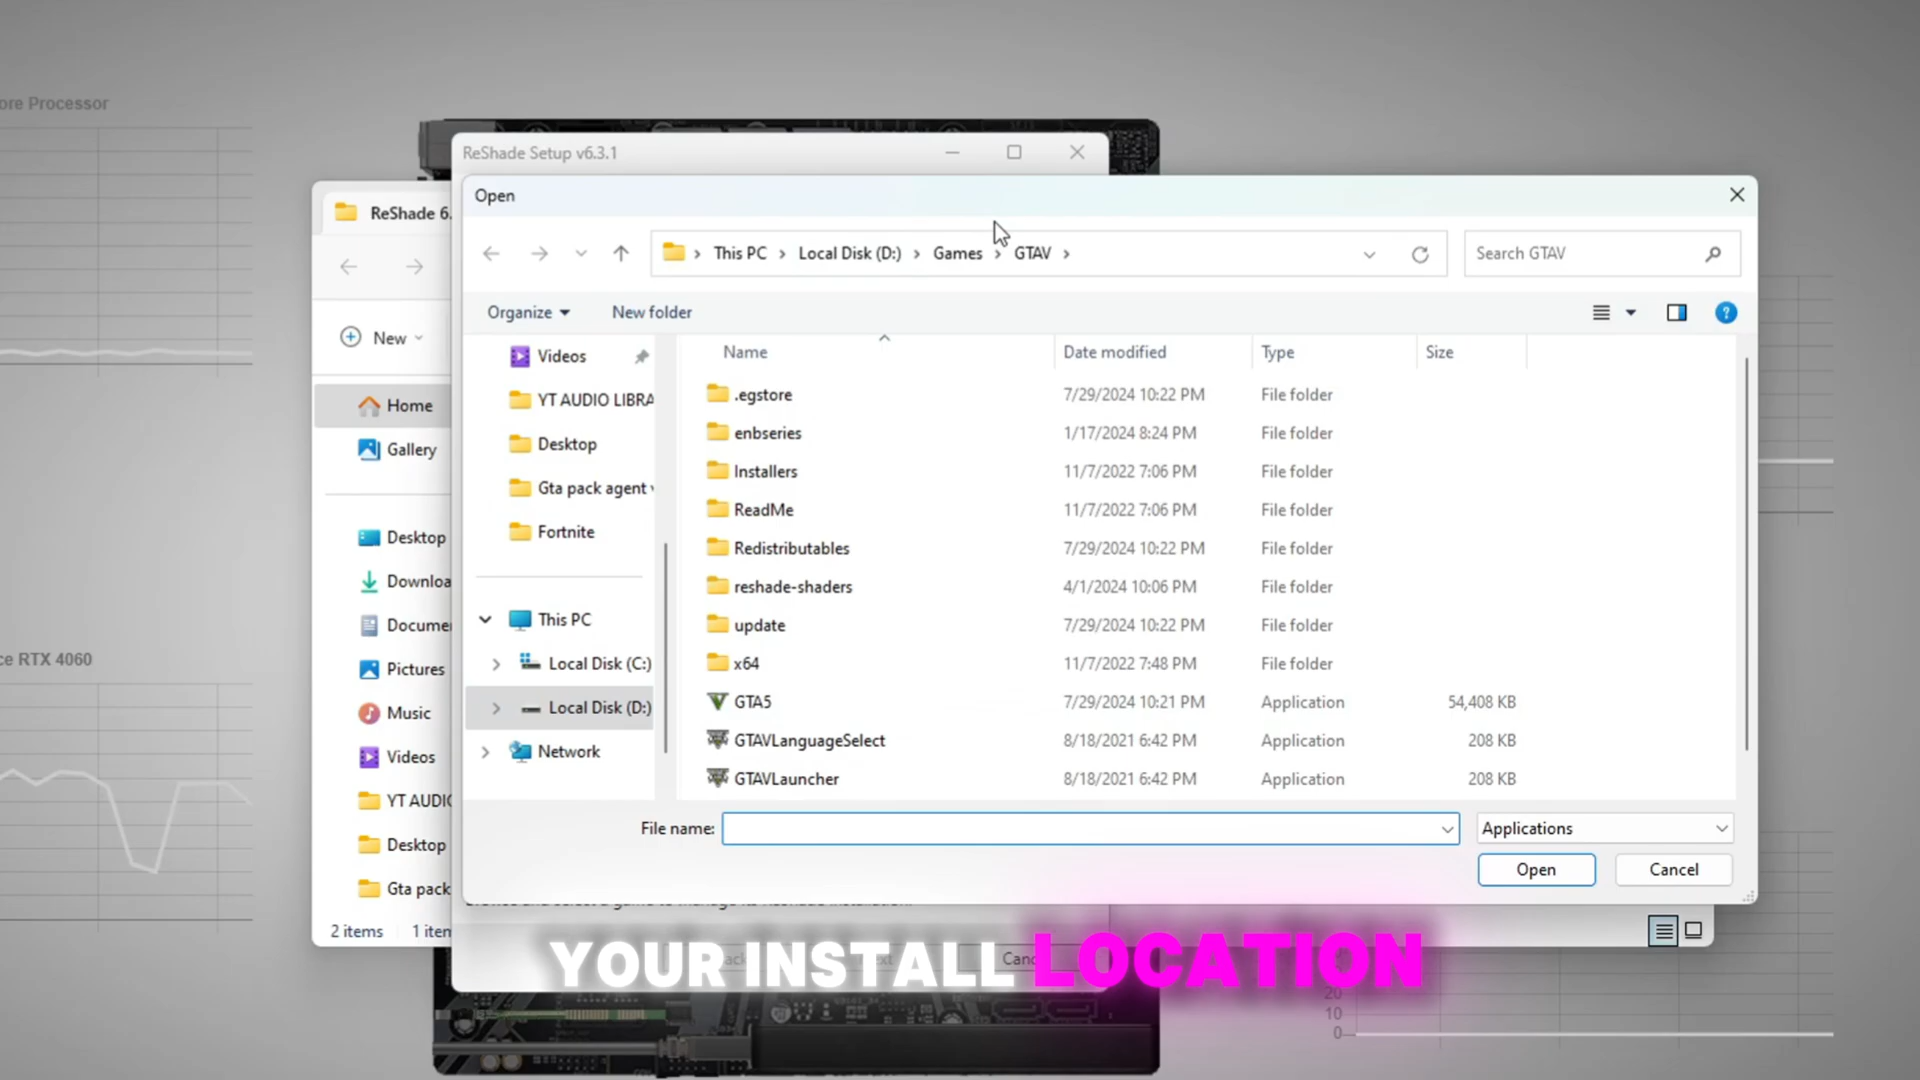 ore Processor
ce RTX 4060
ReShade Setup v6.3.1
ReShade 6.
New
Home
Gallery
Desktop
Downloa
Docume
Pictures
Music
Videos
YT AUDIO
Desktop
Gta pack
2 items 1 iten
Open
This PC > Local Disk (D:) > Games > GTAV >
Search GTAV
Organize New folder
Videos
YT AUDIO LIBRA
Desktop
Gta pack agent v
Fortnite
This PC
Local Disk (C:)
Local Disk (D:)
Network
Name Date modified Type Size
.egstore 7/29/2024 10:22 PM File folder
enbseries 1/17/2024 8:24 PM File folder
Installers 11/7/2022 7:06 PM File folder
ReadMe 11/7/2022 7:06 PM File folder
Redistributables 7/29/2024 10:22 PM File folder
reshade-shaders 4/1/2024 10:06 PM File folder
update 7/29/2024 10:22 PM File folder
x64 11/7/2022 7:48 PM File folder
GTA5 7/29/2024 10:21 PM Application 54,408 KB
GTAVLanguageSelect 8/18/2021 6:42 PM Application 208 KB
GTAVLauncher 8/18/2021 6:42 PM Application 208 KB
File name: Applications
Open Cancel
YOUR INSTALL LOCATION
20
10
0